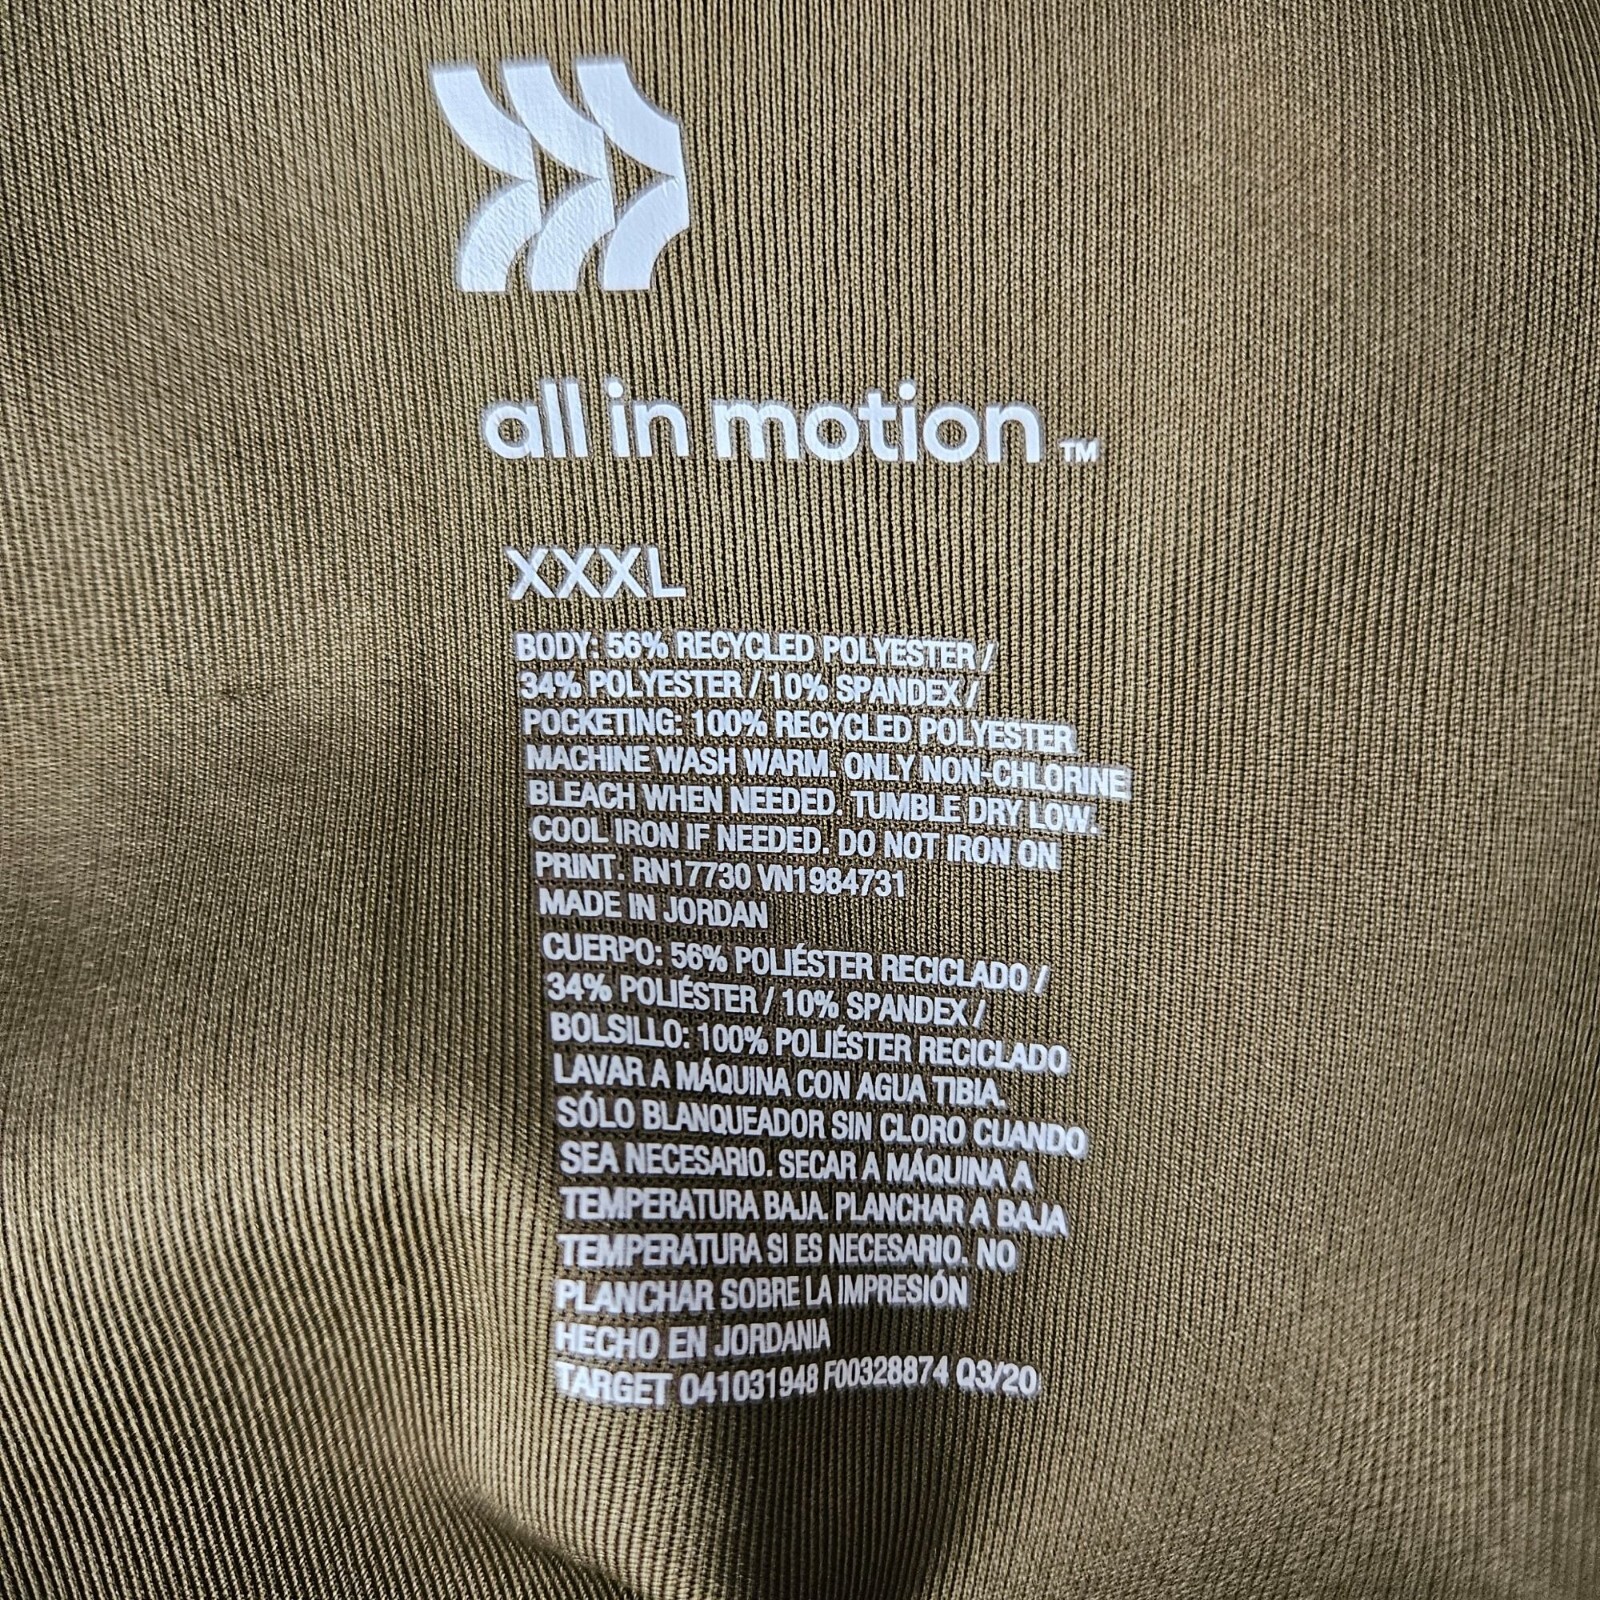 all in motion™
XXXL
BODY: 56% RECYCLED POLYESTER /
34% POLYESTER / 10% SPANDEX /
POCKETING: 100% RECYCLED POLYESTER
MACHINE WASH WARM. ONLY NON-CHLORINE
BLEACH WHEN NEEDED. TUMBLE DRY LOW.
COOL IRON IF NEEDED. DO NOT IRON ON
PRINT. RN17730 VN1984731
MADE IN JORDAN
CUERPO: 56% POLIÉSTER RECICLADO /
34% POLIÉSTER / 10% SPANDEX /
BOLSILLO: 100% POLIÉSTER RECICLADO
LAVAR A MÁQUINA CON AGUA TIBIA.
SÓLO BLANQUEADOR SIN CLORO CUANDO
SEA NECESARIO. SECAR A MÁQUINA A
TEMPERATURA BAJA. PLANCHAR A BAJA
TEMPERATURA SI ES NECESARIO. NO
PLANCHAR SOBRE LA IMPRESIÓN
HECHO EN JORDANIA
TARGET 041031948 F00328874 Q3/20